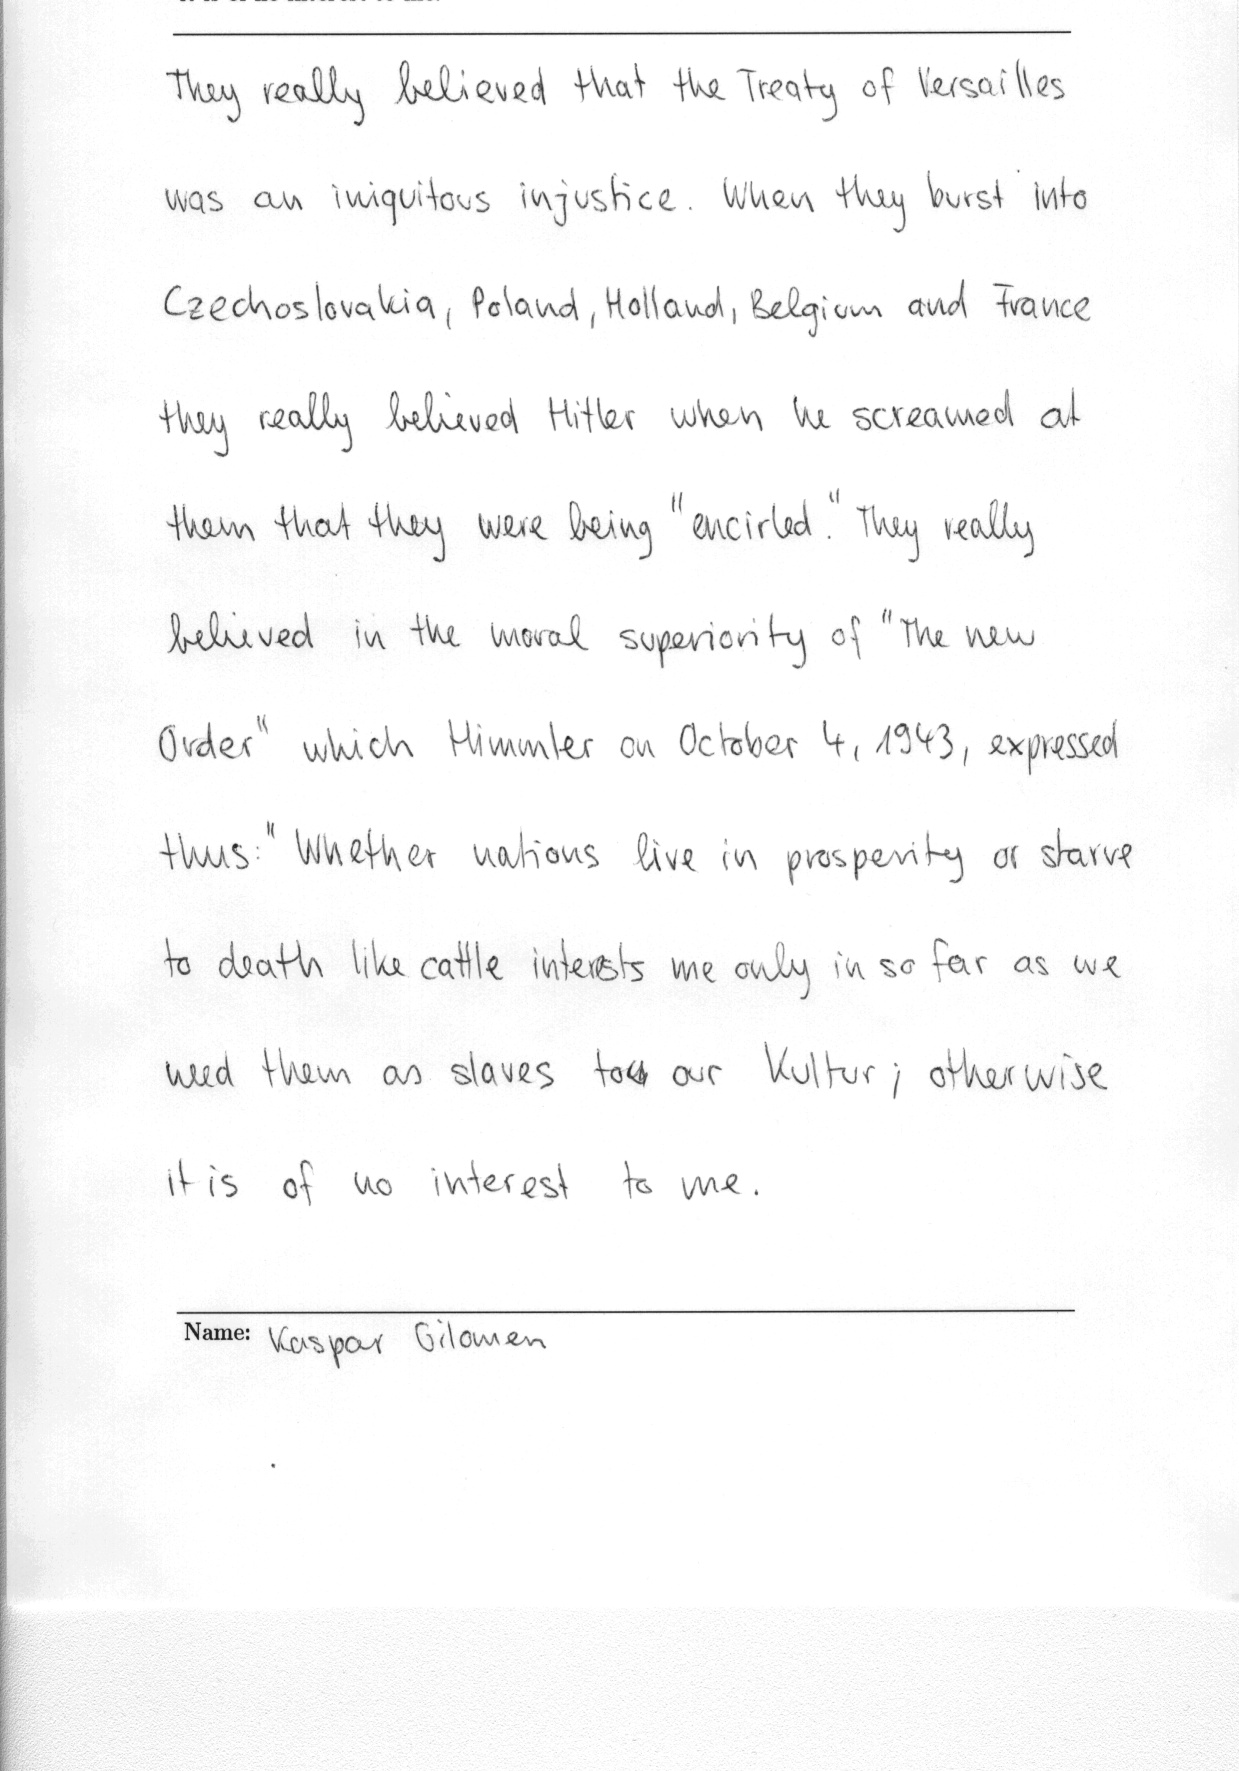 They really believed that the Treaty of Versailles
was an iniquitous injustice. When they burst into
Czechoslovakia, Poland, Holland, Belgium and France
they really believed Hitler when he screamed at
them that they were being "encirled." They really
believed in the moral superiority of "The new
Order" which Himmler on October 4, 1943, expressed
thus: "Whether nations live in prosperity or starve
to death like cattle interests me only in so far as we
need them as slaves to our Kultur; otherwise
it is of no interest to me.
Name: Kaspar Gilomen